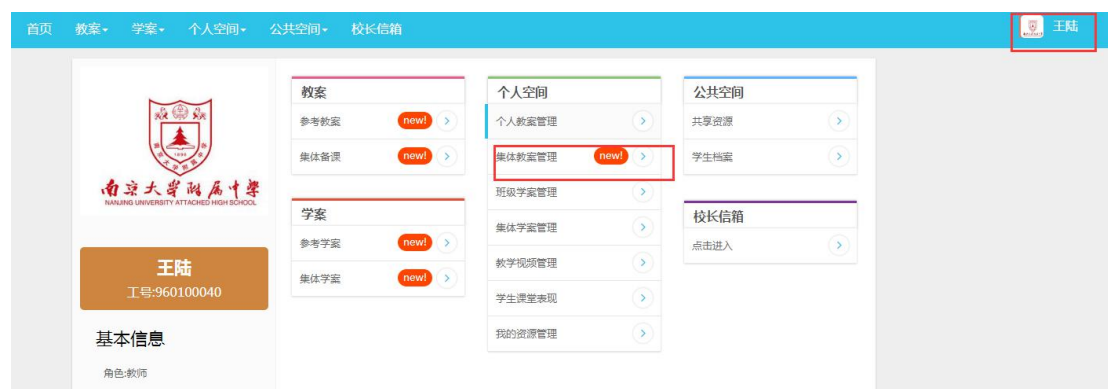 首页 教案 学案 个人空间 公共空间 校长信箱 王陆
南京大学附属中学
NANJING UNIVERSITY ATTACHED HIGH SCHOOL
王陆
工号:960100040
基本信息
角色:教师
教案
参考教案 new!
集体备课 new!
学案
参考学案 new!
集体学案 new!
个人空间
个人教案管理
集体教案管理 new!
班级学案管理
集体学案管理
教学视频管理
学生课堂表现
我的资源管理
公共空间
共享资源
学生档案
校长信箱
点击进入